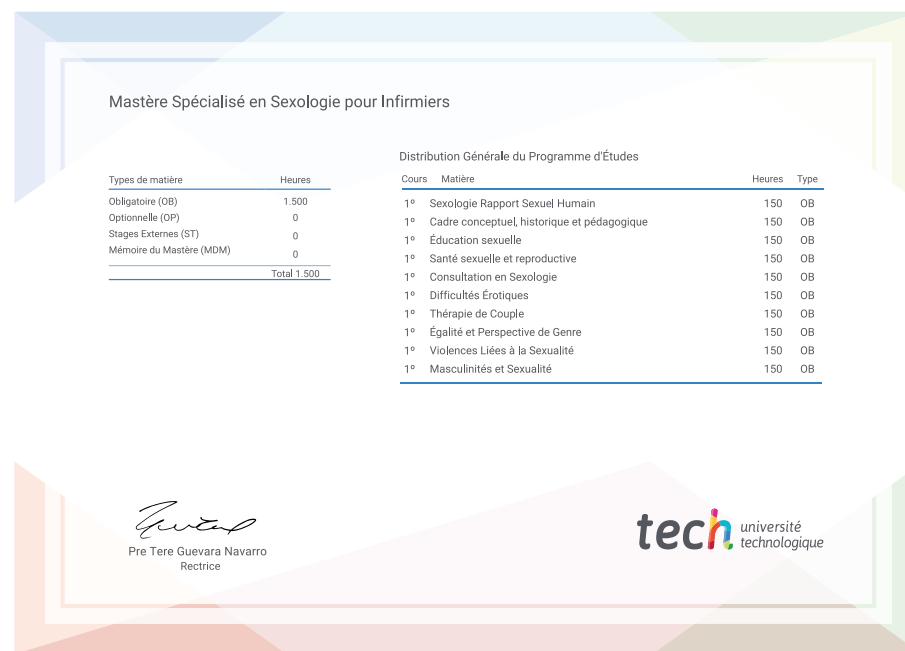 Mastère Spécialisé en Sexologie pour Infirmiers
Types de matière Heures
Obligatoire (OB) 1.500
Optionnelle (OP) 0
Stages Externes (ST) 0
Mémoire du Mastère (MDM) 0
Total 1.500
Distribution Générale du Programme d'Études
Cours Matière Heures Type
1º Sexologie Rapport Sexuel Humain 150 OB
1º Cadre conceptuel, historique et pédagogique 150 OB
1º Éducation sexuelle 150 OB
1º Santé sexuelle et reproductive 150 OB
1º Consultation en Sexologie 150 OB
1º Difficultés Érotiques 150 OB
1º Thérapie de Couple 150 OB
1º Égalité et Perspective de Genre 150 OB
1º Violences Liées à la Sexualité 150 OB
1º Masculinités et Sexualité 150 OB
Pre Tere Guevara Navarro
Rectrice
tech université
technologique